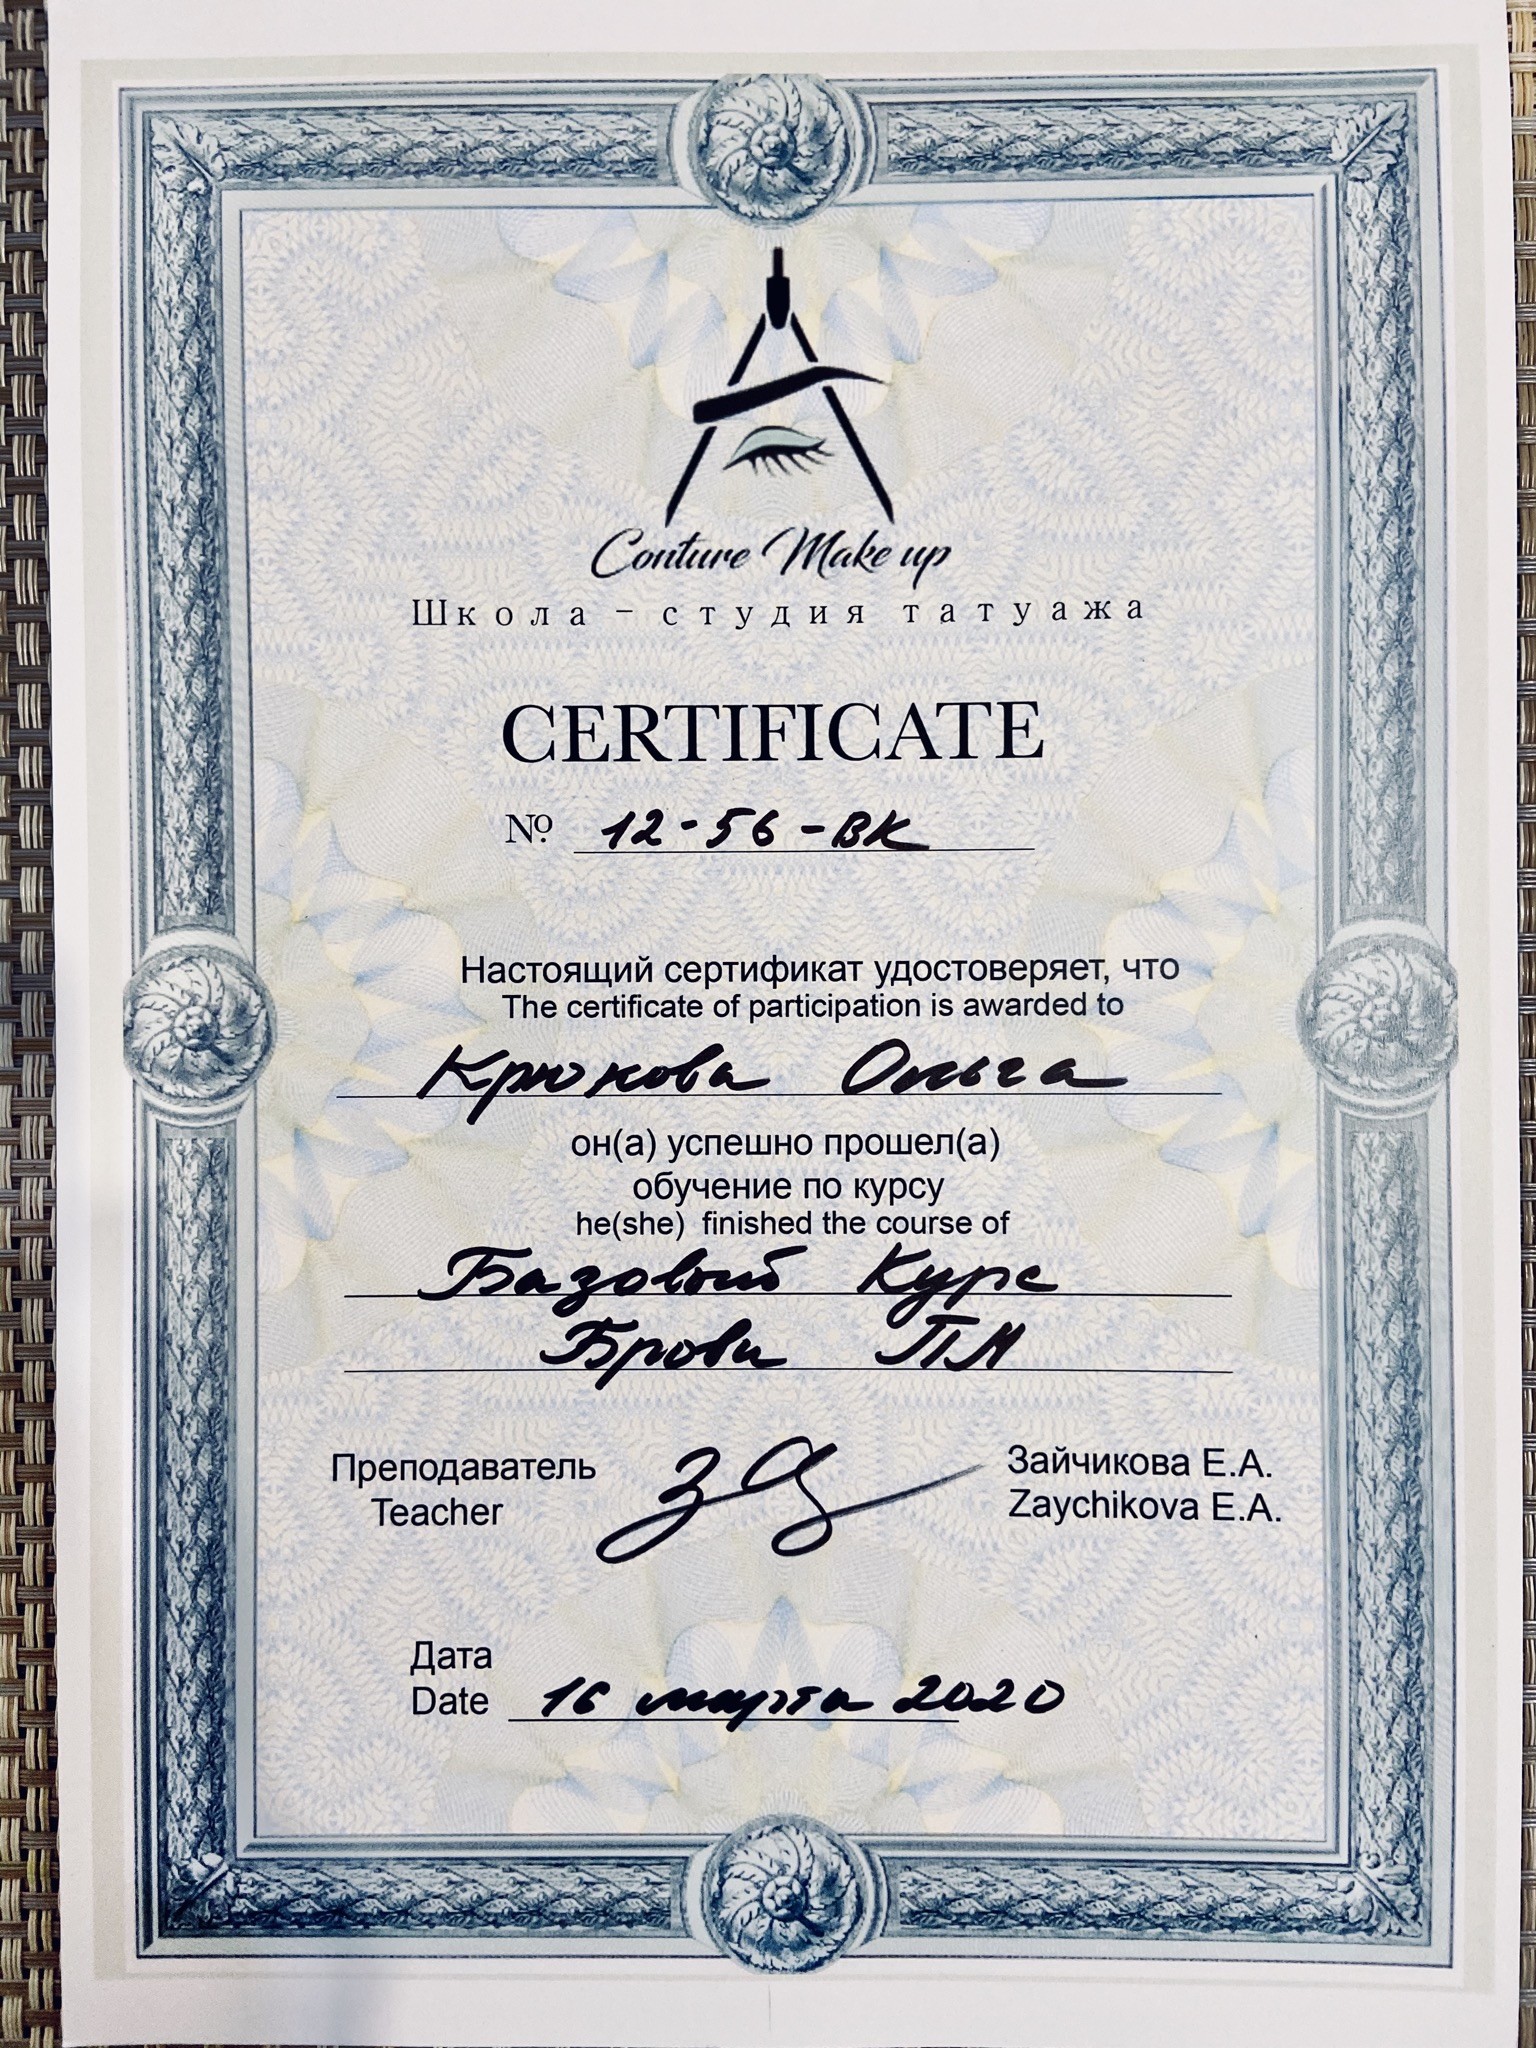 Conture Make up
Школа - студия татуажа
CERTIFICATE
№ 12-56-ВК
Настоящий сертификат удостоверяет, что
The certificate of participation is awarded to
Крюкова Ольга
он(а) успешно прошел(а)
обучение по курсу
he(she) finished the course of
Базовый Курс
Брови ПМ
Преподаватель Зайчикова Е.А.
Teacher Zaychikova E.A.
Дата
Date 16 марта 2020